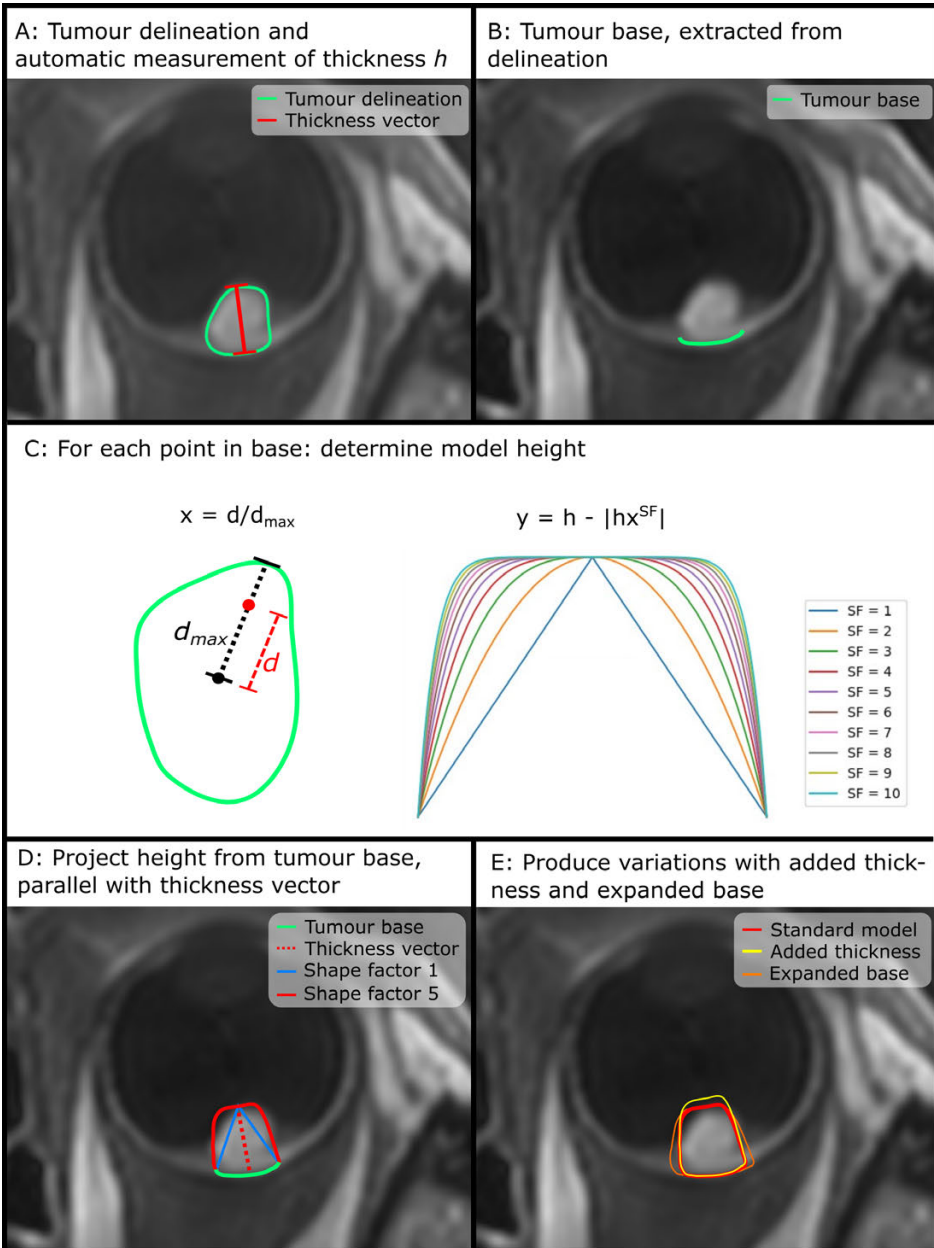 A: Tumour delineation and
automatic measurement of thickness h
Tumour delineation
Thickness vector
B: Tumour base, extracted from
delineation
Tumour base
C: For each point in base: determine model height
x = d/d_max
d_max
d
y = h - |hx^SF|
SF = 1
SF = 2
SF = 3
SF = 4
SF = 5
SF = 6
SF = 7
SF = 8
SF = 9
SF = 10
D: Project height from tumour base,
parallel with thickness vector
Tumour base
Thickness vector
Shape factor 1
Shape factor 5
E: Produce variations with added thick-
ness and expanded base
Standard model
Added thickness
Expanded base